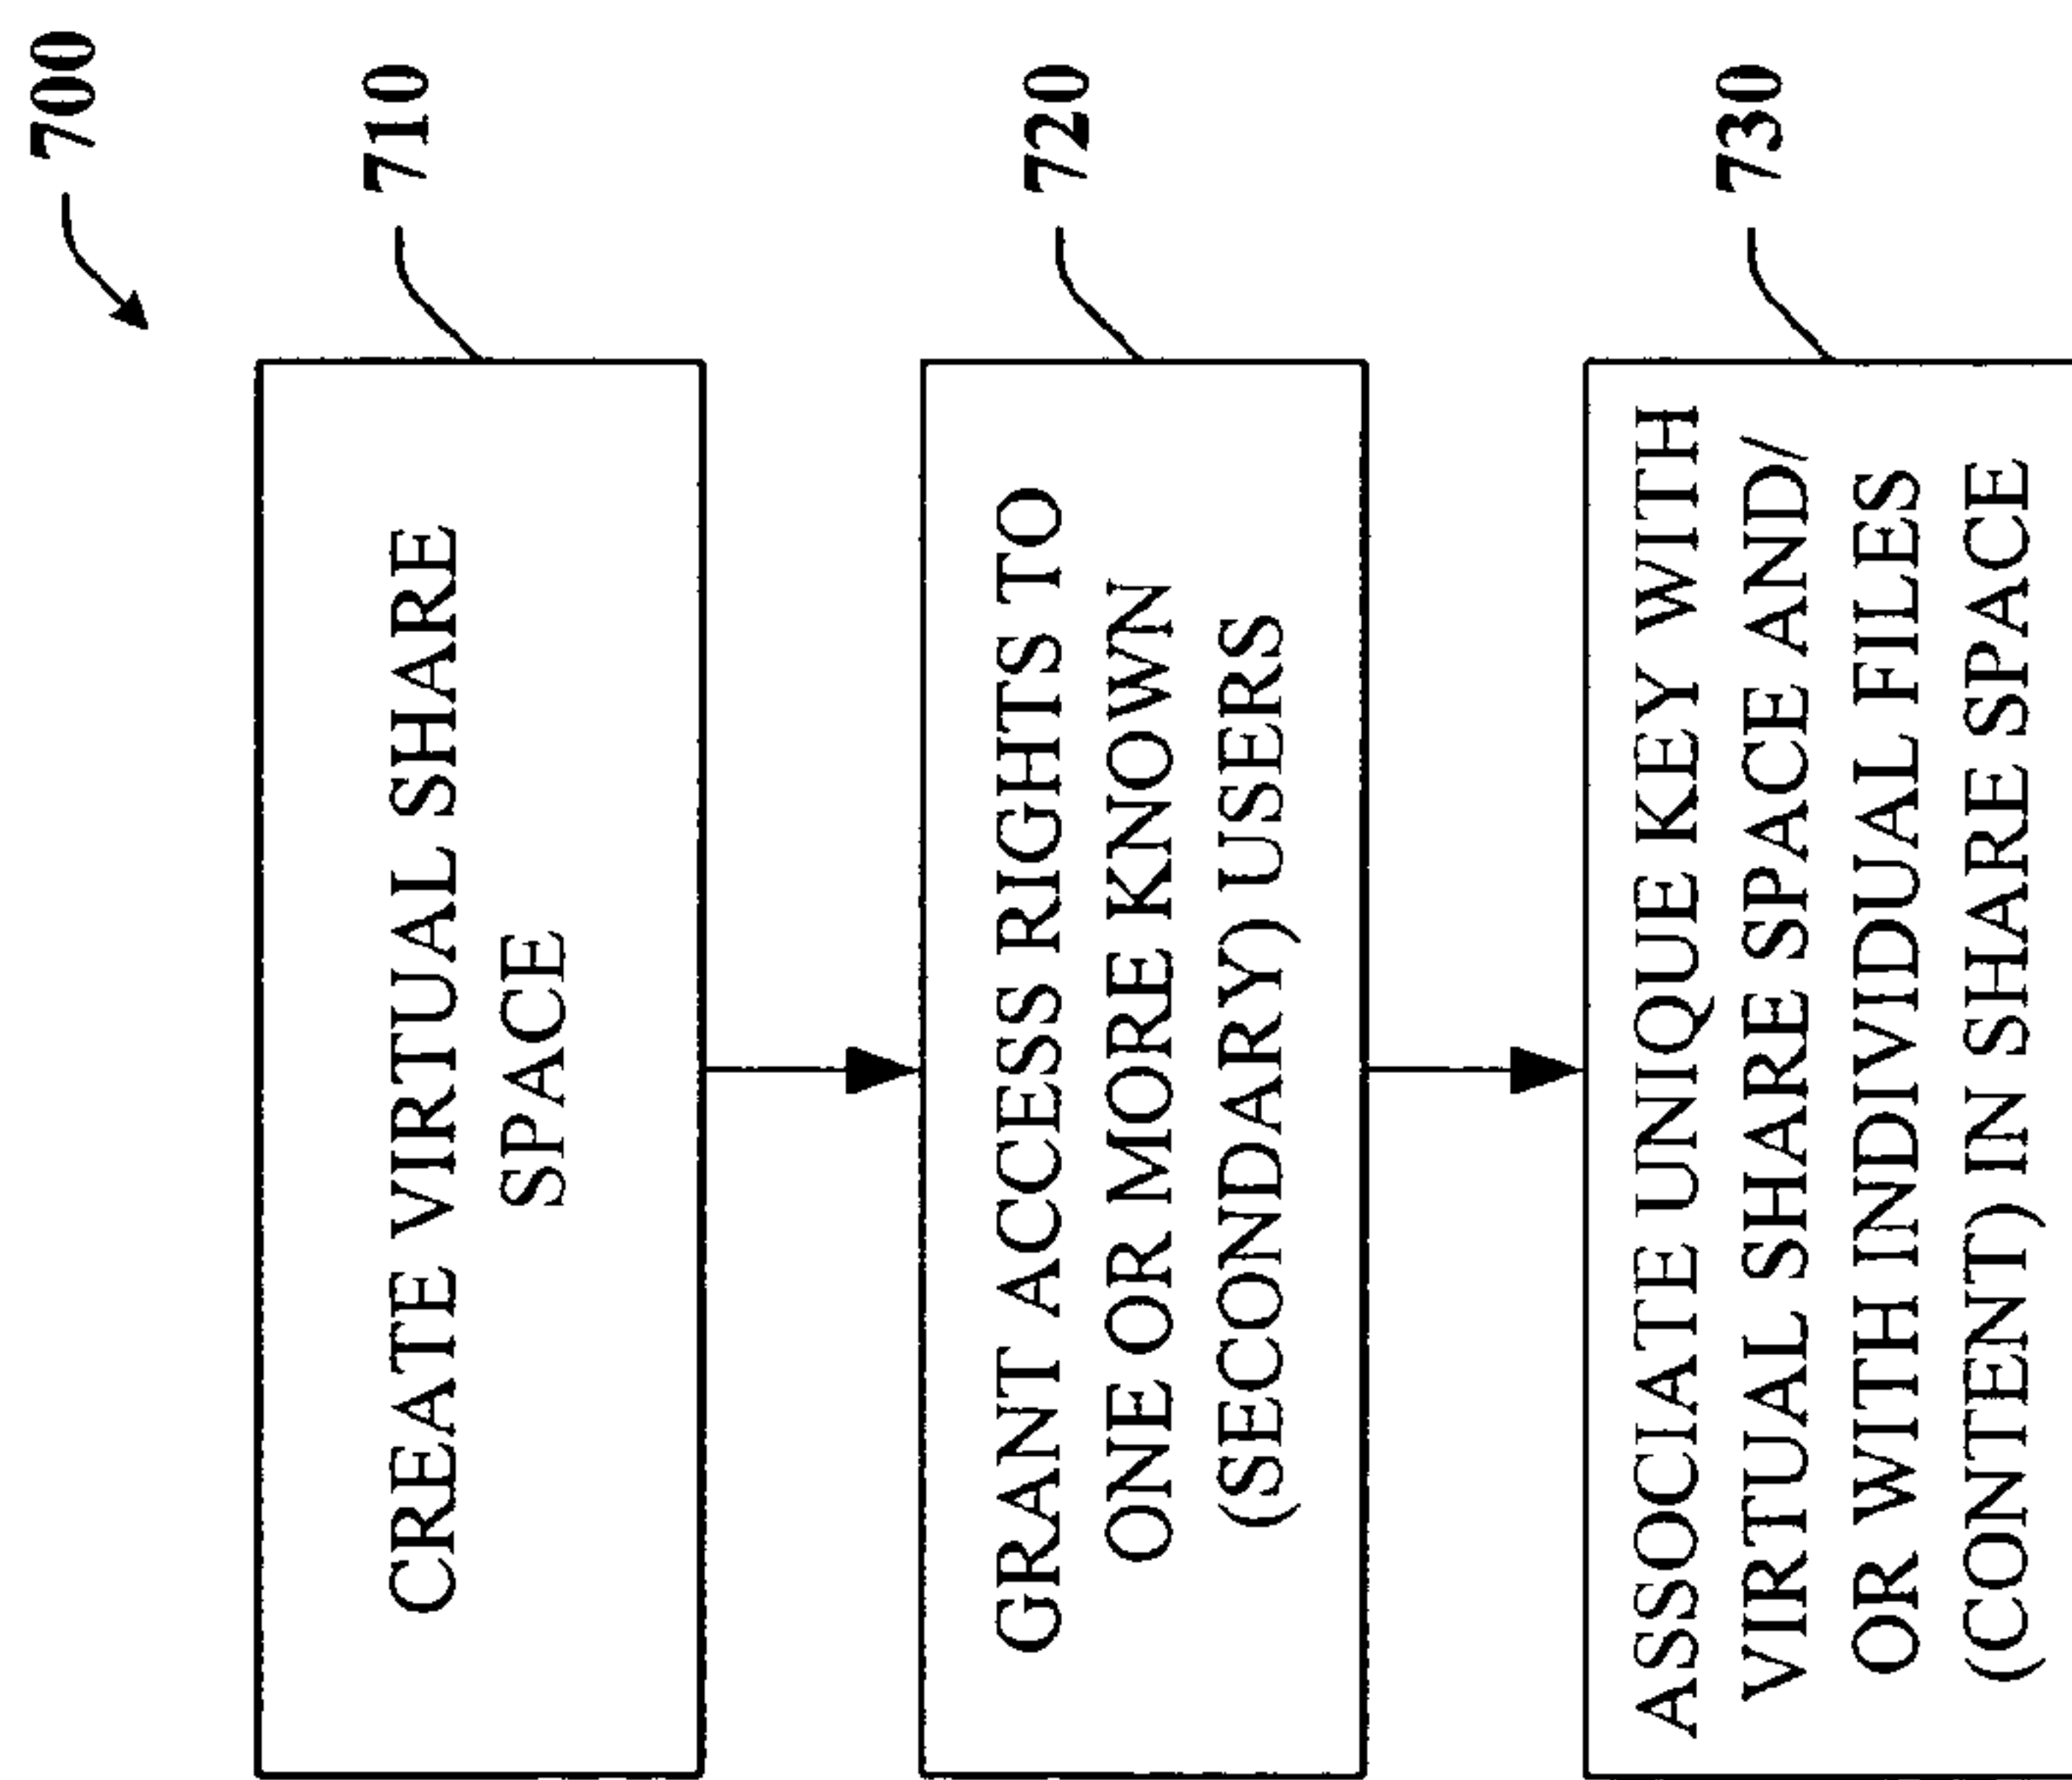 700
710
CREATE VIRTUAL SHARE
SPACE
720
GRANT ACCESS RIGHTS TO
ONE OR MORE KNOWN
(SECONDARY) USERS
730
ASSOCIATE UNIQUE KEY WITH
VIRTUAL SHARE SPACE AND/
OR WITH INDIVIDUAL FILES
(CONTENT) IN SHARE SPACE